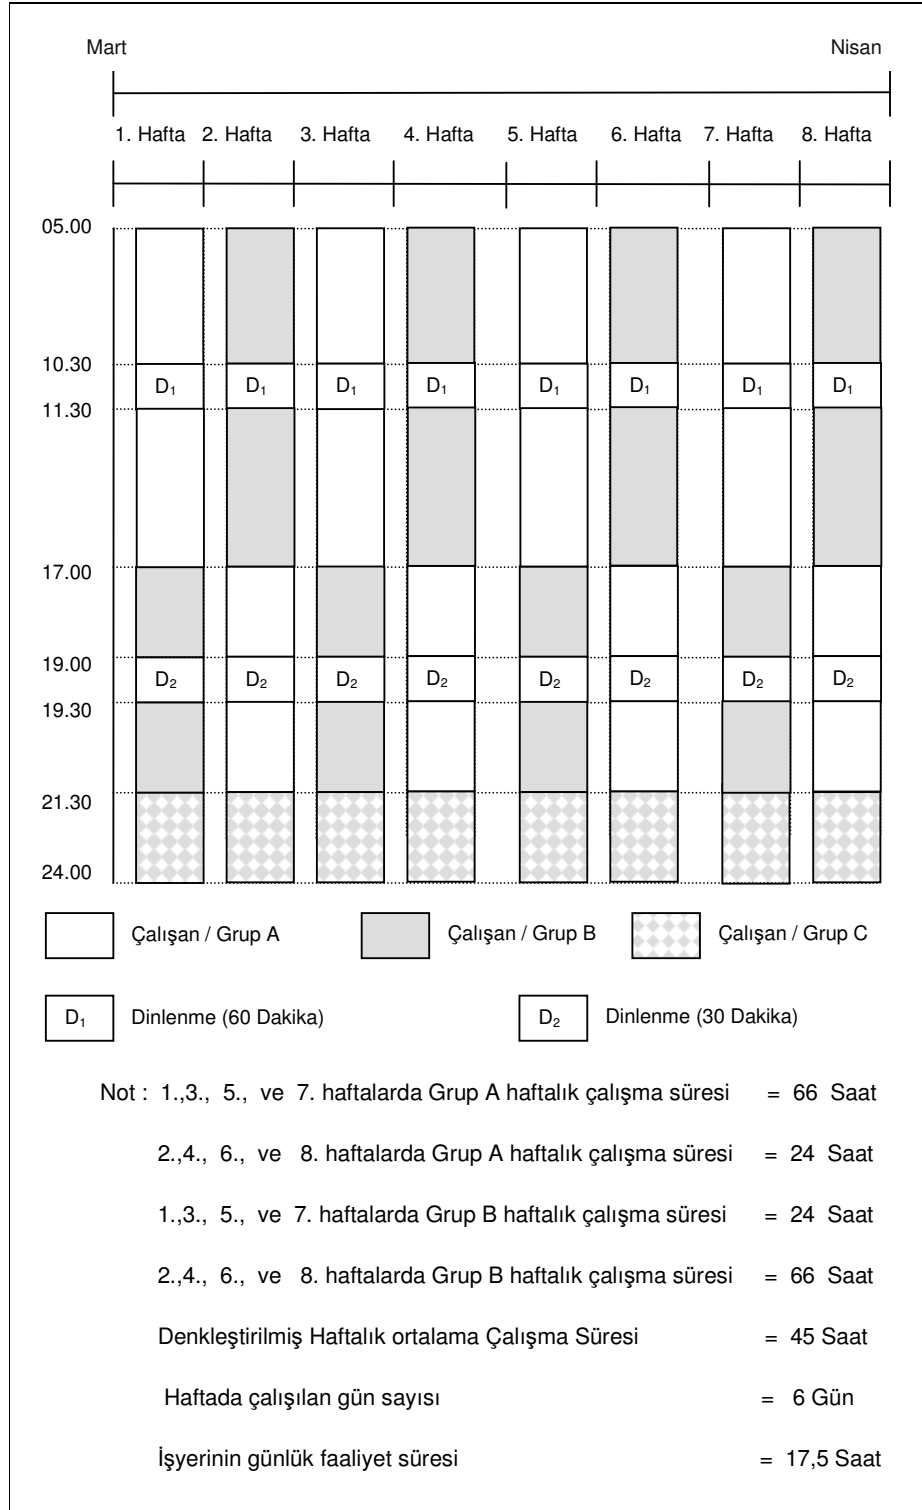 Mart Nisan
1. Hafta 2. Hafta 3. Hafta 4. Hafta 5. Hafta 6. Hafta 7. Hafta 8. Hafta
05.00
10.30
D1 D1 D1 D1 D1 D1 D1 D1
11.30
17.00
19.00
D2 D2 D2 D2 D2 D2 D2 D2
19.30
21.30
24.00
Çalışan / Grup A Çalışan / Grup B Çalışan / Grup C
D1 Dinlenme (60 Dakika) D2 Dinlenme (30 Dakika)
Not : 1.,3., 5., ve 7. haftalarda Grup A haftalık çalışma süresi = 66 Saat
2.,4., 6., ve 8. haftalarda Grup A haftalık çalışma süresi = 24 Saat
1.,3., 5., ve 7. haftalarda Grup B haftalık çalışma süresi = 24 Saat
2.,4., 6., ve 8. haftalarda Grup B haftalık çalışma süresi = 66 Saat
Denkleştirilmiş Haftalık ortalama Çalışma Süresi = 45 Saat
Haftada çalışılan gün sayısı = 6 Gün
İşyerinin günlük faaliyet süresi = 17,5 Saat